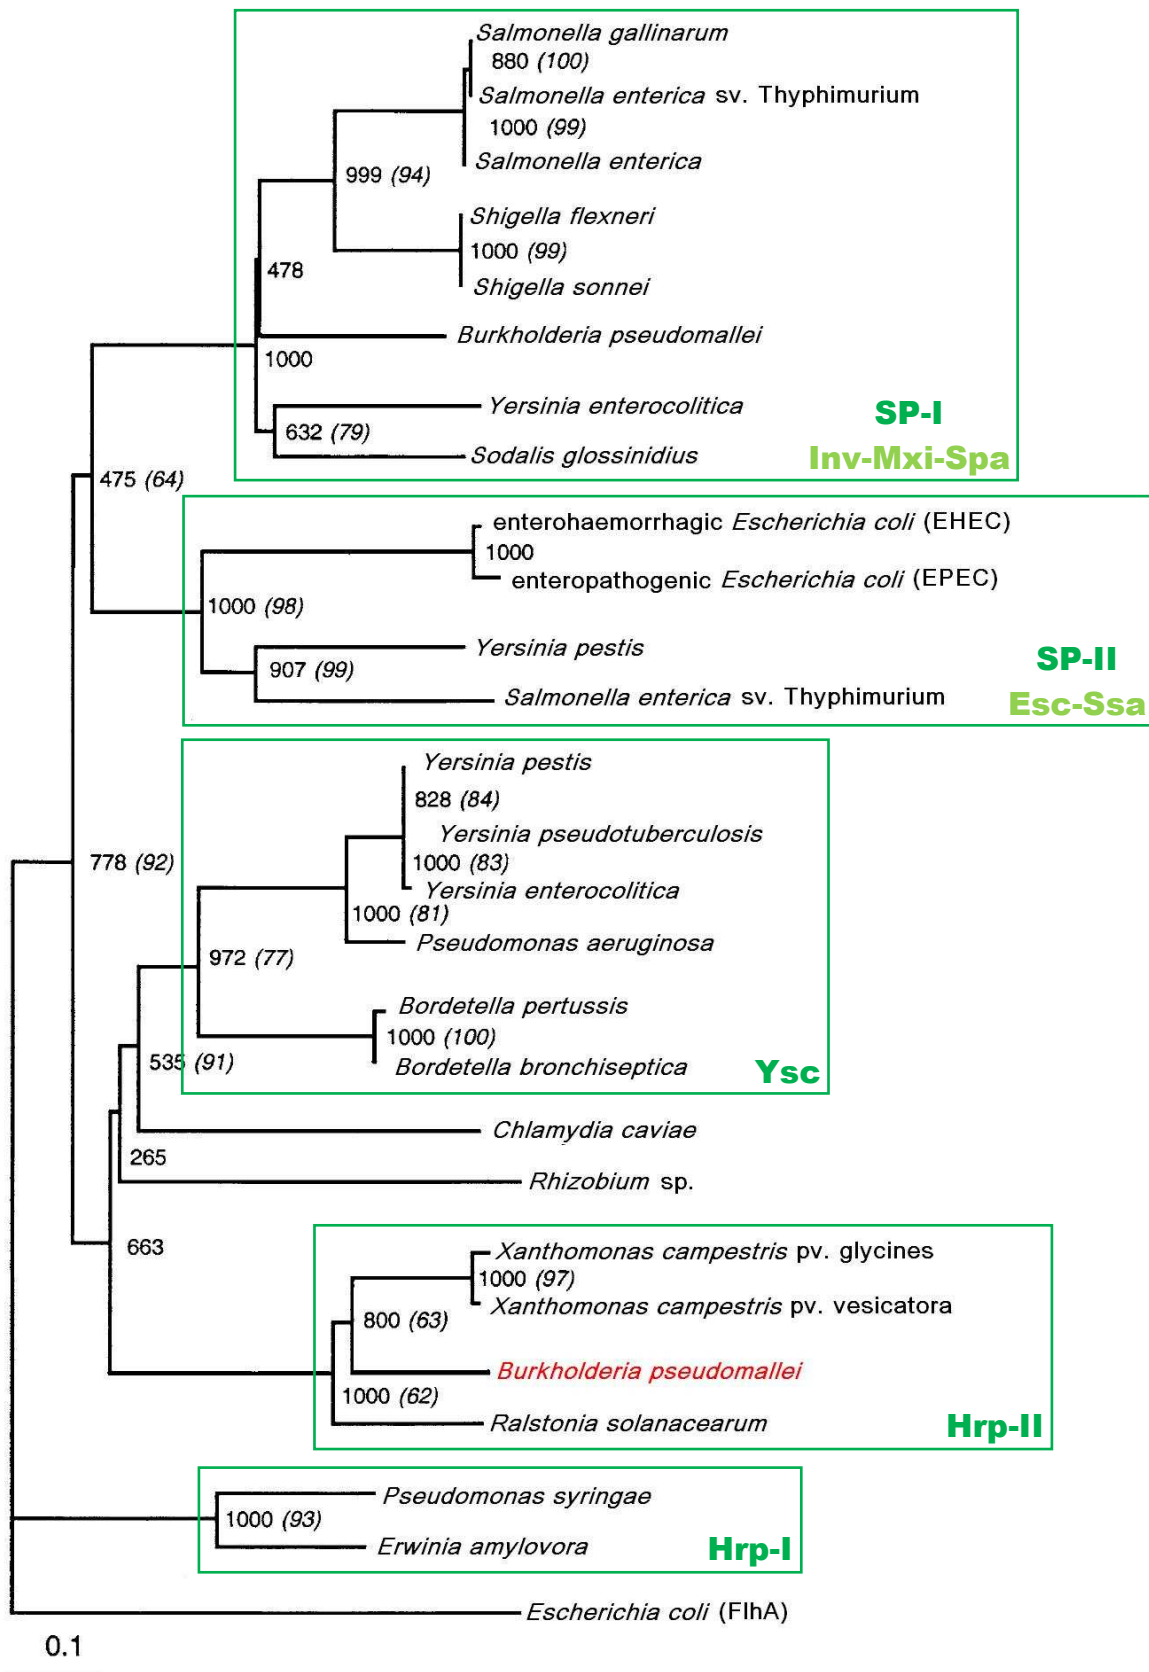 Salmonella gallinarum
880 (100)
Salmonella enterica sv. Thyphimurium
1000 (99)
Salmonella enterica
999 (94)
Shigella flexneri
1000 (99)
478
Shigella sonnei
Burkholderia pseudomallei
1000
Yersinia enterocolitica
SP-I
632 (79)
Sodalis glossinidius
Inv-Mxi-Spa
475 (64)
enterohaemorrhagic Escherichia coli (EHEC)
1000
enteropathogenic Escherichia coli (EPEC)
1000 (98)
Yersinia pestis
SP-II
907 (99)
Salmonella enterica sv. Thyphimurium
Esc-Ssa
Yersinia pestis
828 (84)
Yersinia pseudotuberculosis
778 (92)
1000 (83)
Yersinia enterocolitica
1000 (81)
Pseudomonas aeruginosa
972 (77)
Bordetella pertussis
1000 (100)
535 (91)
Bordetella bronchiseptica
Ysc
Chlamydia caviae
265
Rhizobium sp.
663
Xanthomonas campestris pv. glycines
1000 (97)
Xanthomonas campestris pv. vesicatora
800 (63)
Burkholderia pseudomallei
1000 (62)
Ralstonia solanacearum
Hrp-II
Pseudomonas syringae
1000 (93)
Erwinia amylovora
Hrp-I
Escherichia coli (FlhA)
0.1